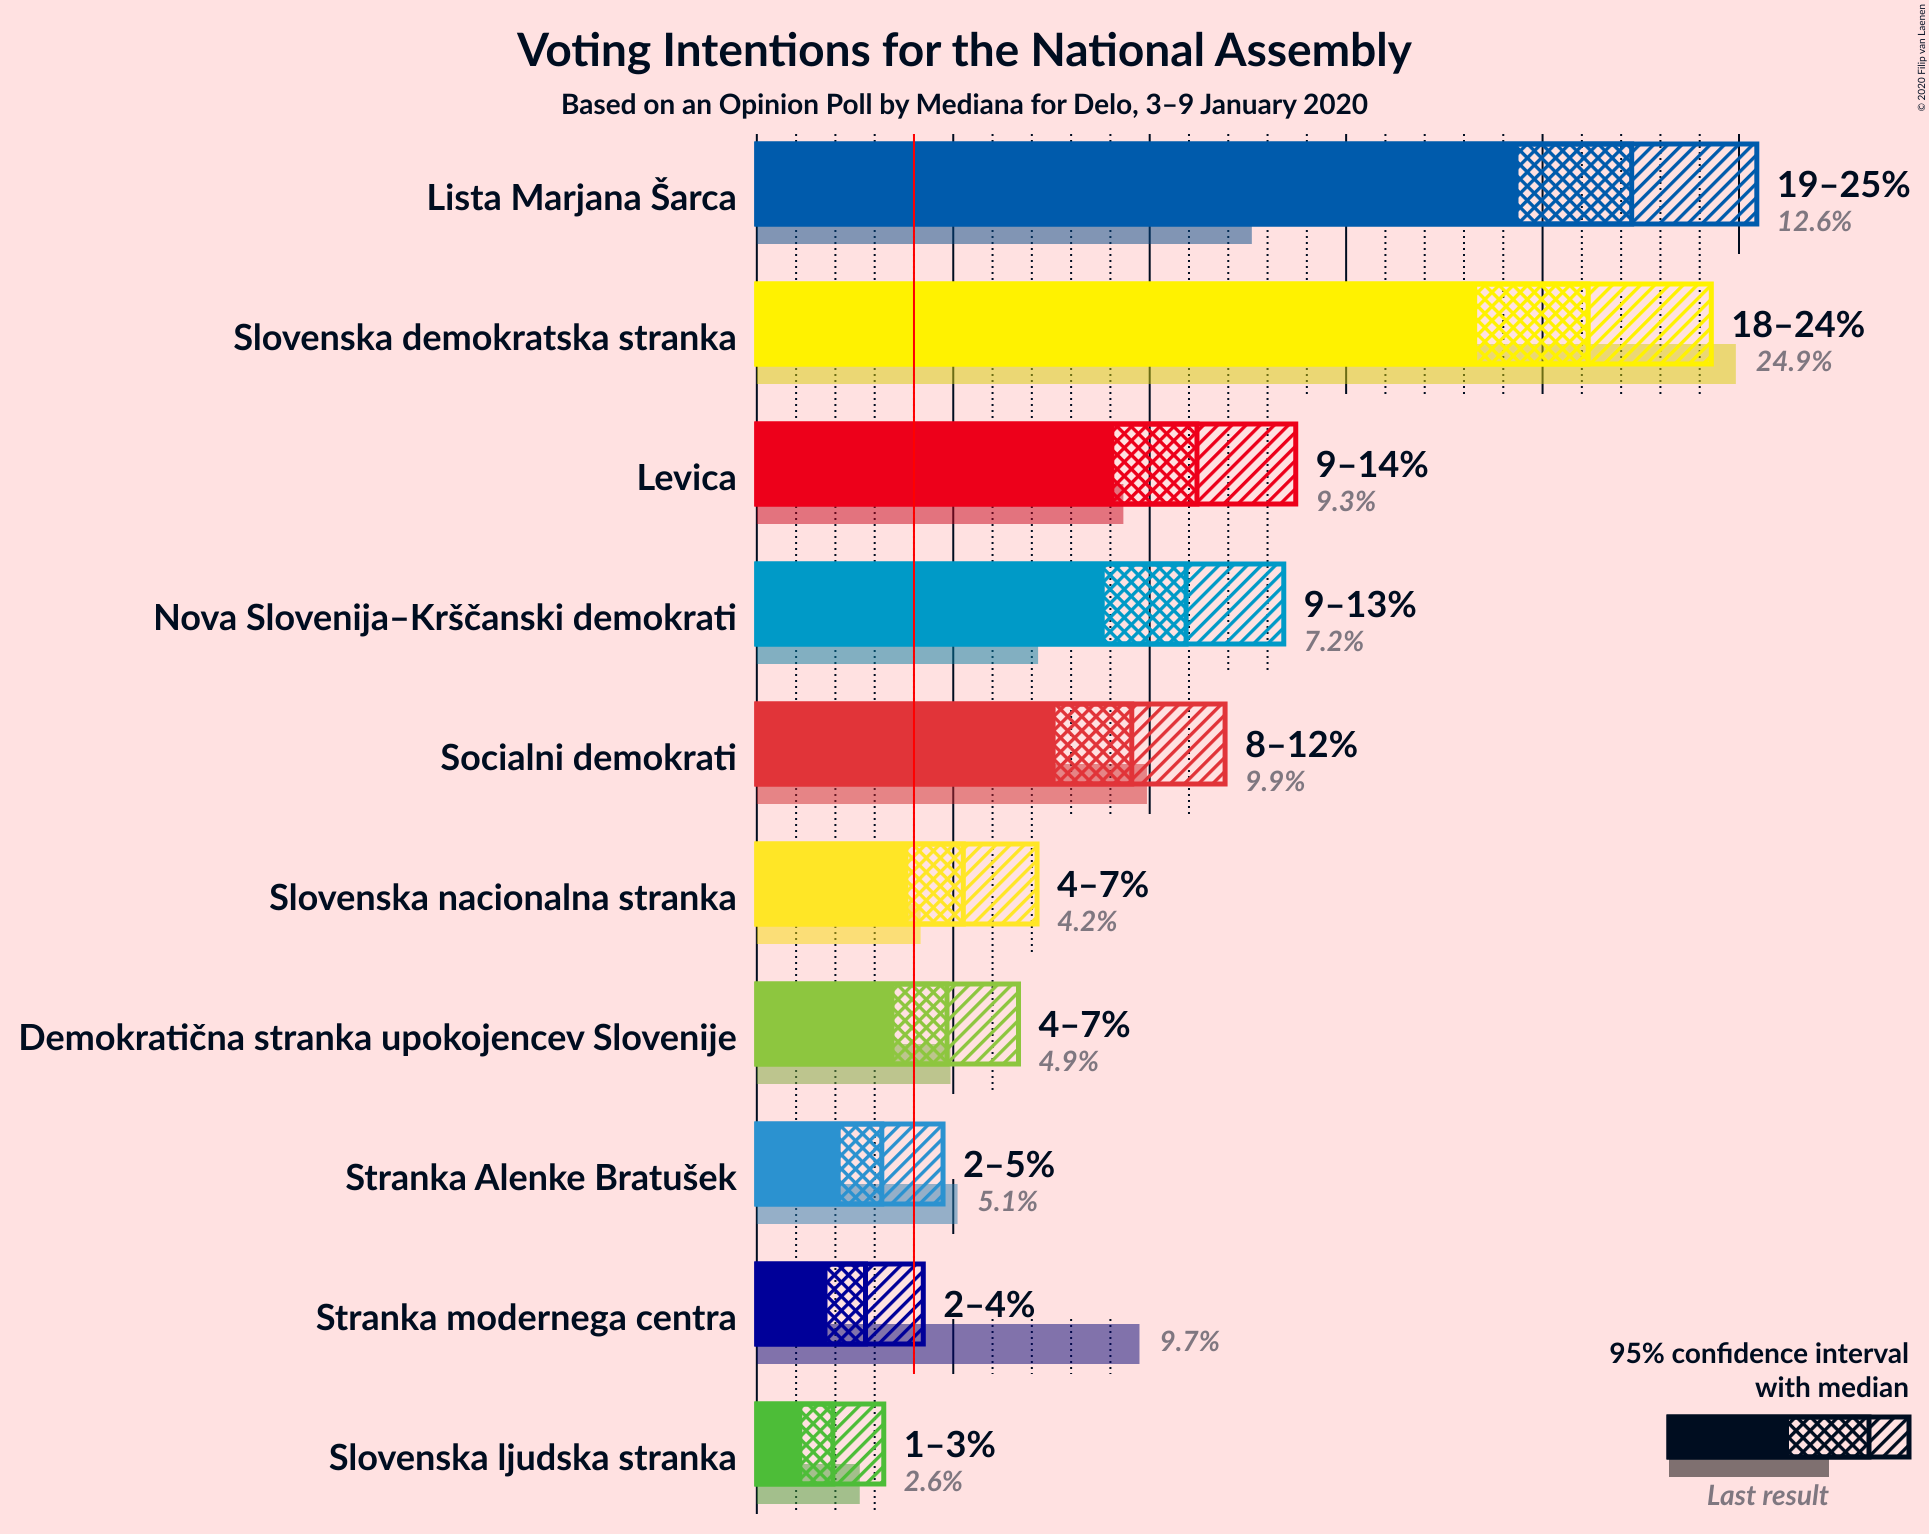 Voting Intentions for the National Assembly
Based on an Opinion Poll by Mediana for Delo, 3–9 January 2020
© 2020 Filip van Laenen
Lista Marjana Šarca
19–25%
12.6%
Slovenska demokratska stranka
18–24%
24.9%
Levica
9–14%
9.3%
Nova Slovenija–Krščanski demokrati
9–13%
7.2%
Socialni demokrati
8–12%
9.9%
Slovenska nacionalna stranka
4–7%
4.2%
Demokratična stranka upokojencev Slovenije
4–7%
4.9%
Stranka Alenke Bratušek
2–5%
5.1%
Stranka modernega centra
2–4%
9.7%
Slovenska ljudska stranka
1–3%
2.6%
95% confidence interval
with median
Last result